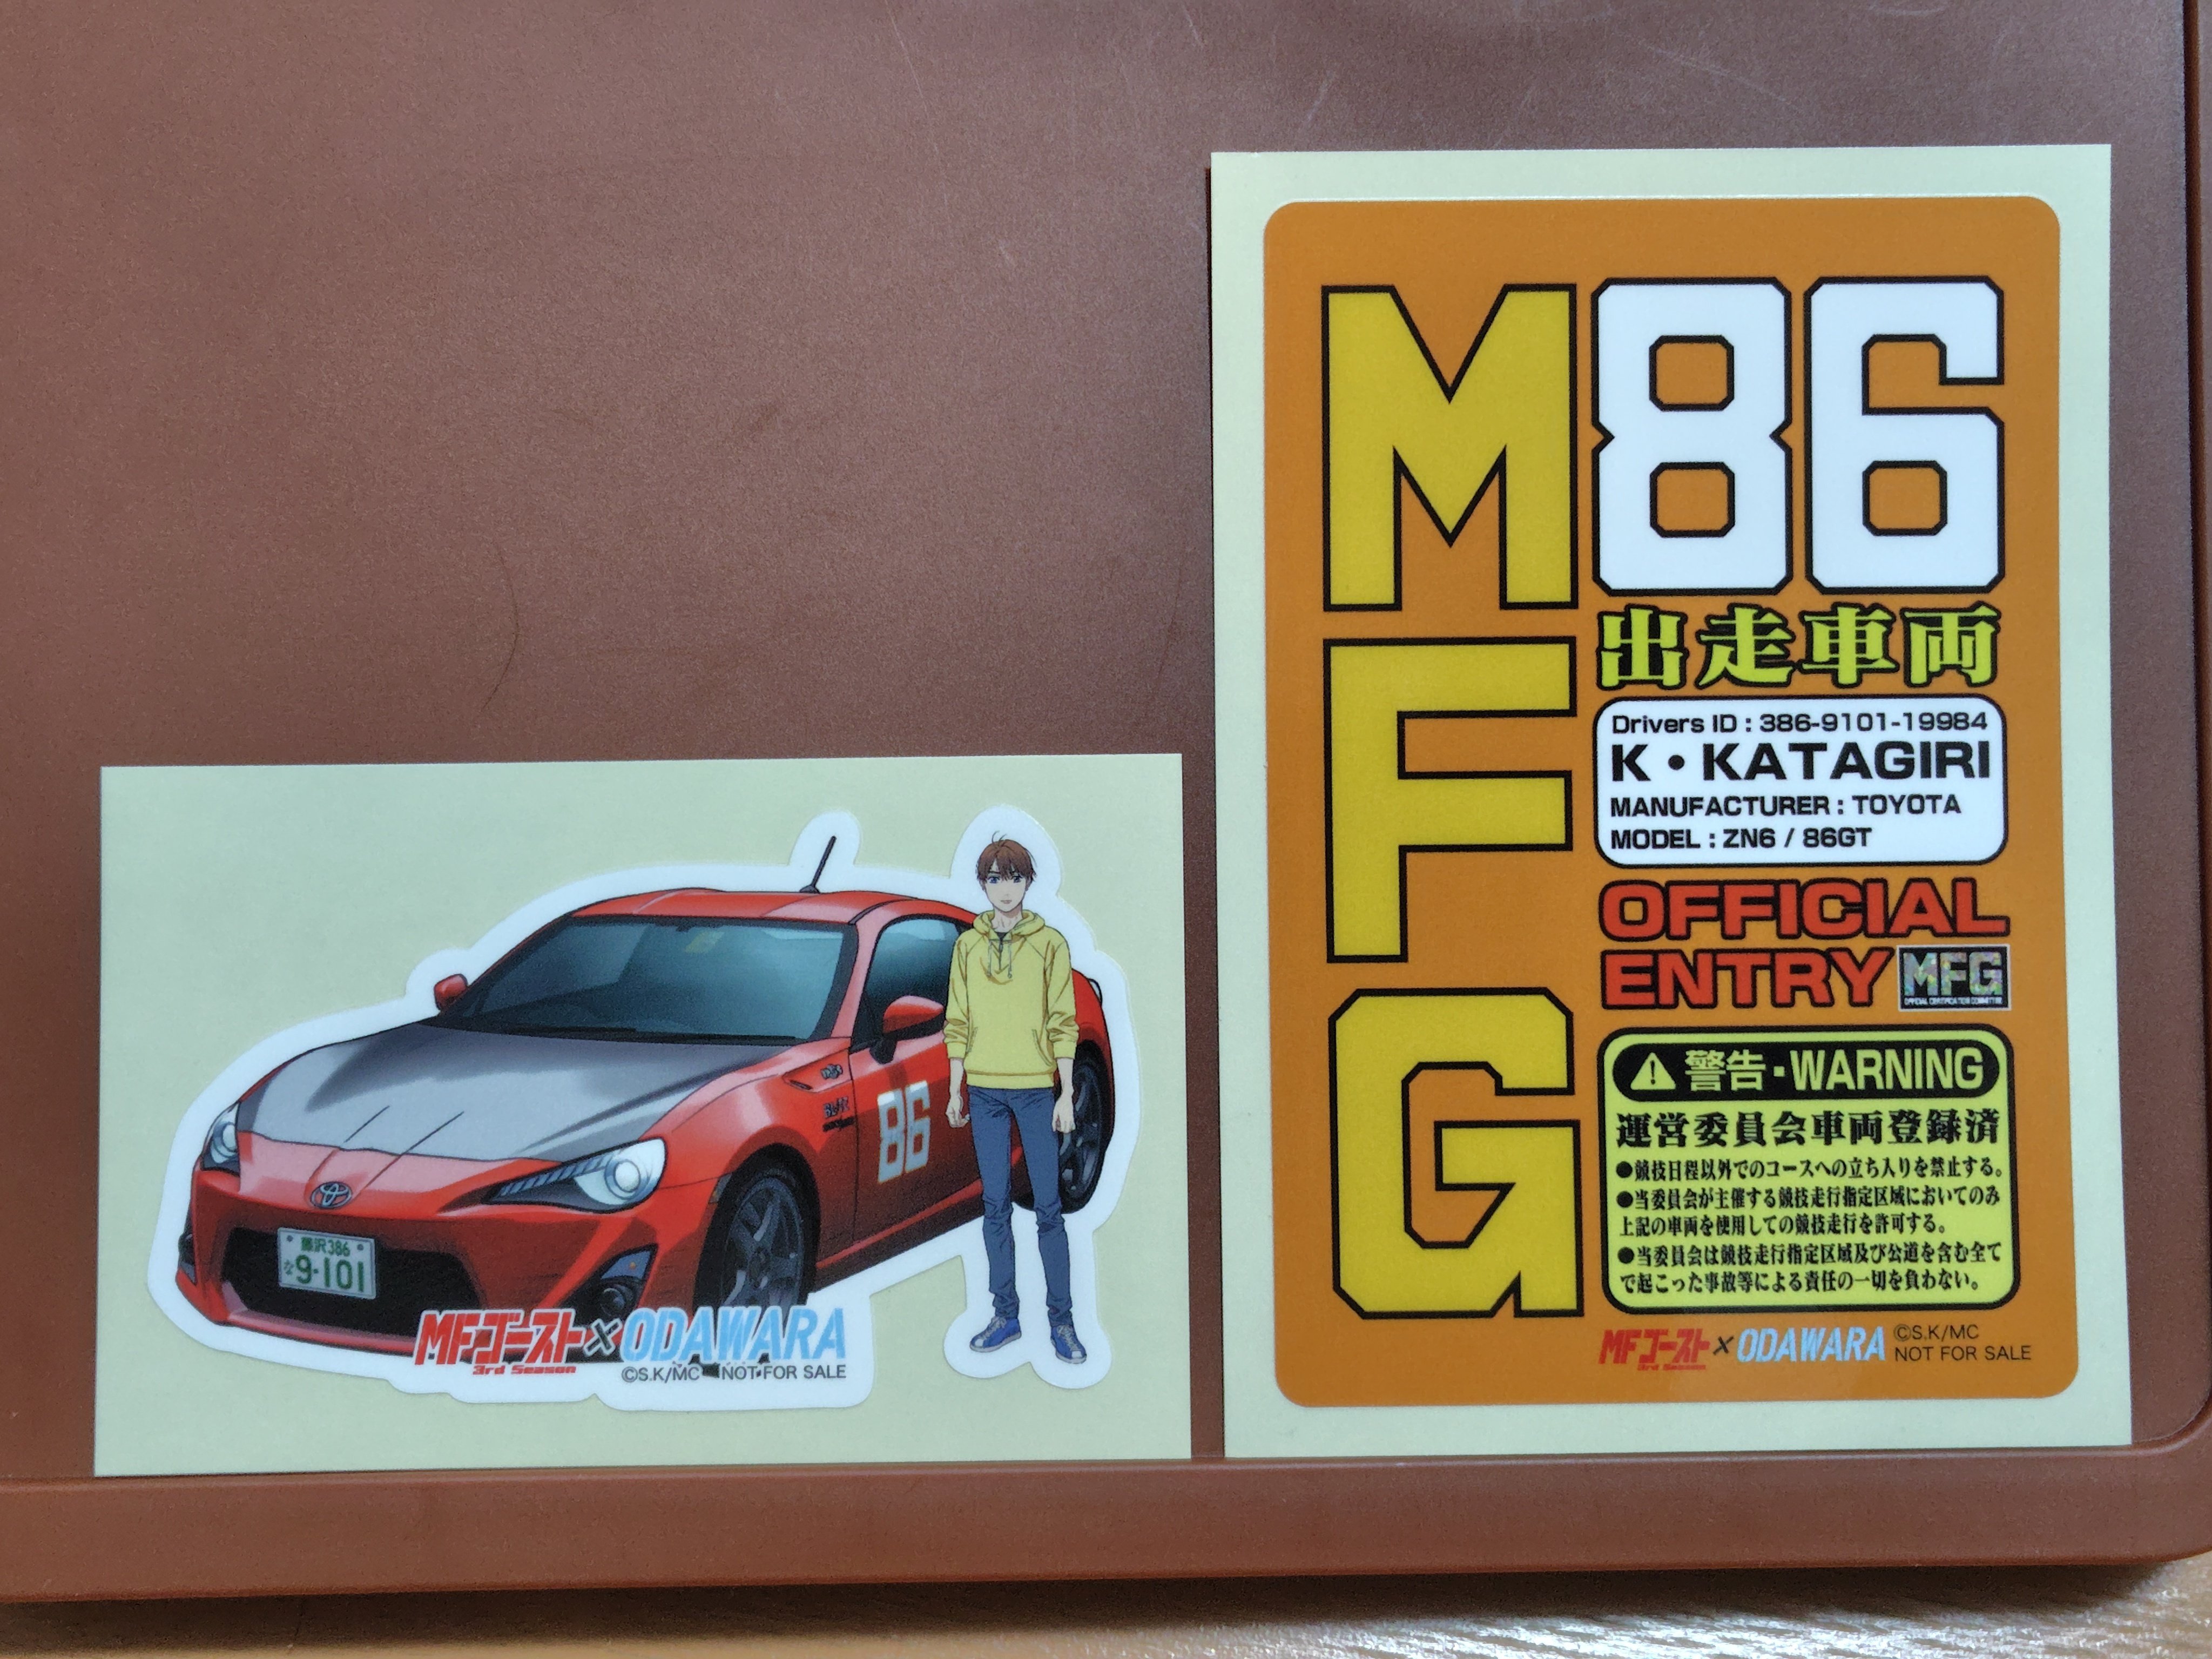 86
藤沢386
な9・101
MFゴースト×ODAWARA
3rd Season
©S.K/MC NOT FOR SALE
MFG
86
出走車両
Drivers ID : 386-9101-19984
K・KATAGIRI
MANUFACTURER : TOYOTA
MODEL : ZN6 / 86GT
OFFICIAL
ENTRY
MFG
OFFICIAL CERTIFICATION COMMITTEE
警告・WARNING
運営委員会車両登録済
●競技日程以外でのコースへの立ち入りを禁止する。
●当委員会が主催する競技走行指定区域においてのみ
上記の車両を使用しての競技走行を許可する。
●当委員会は競技走行指定区域及び公道を含む全て
で起こった事故等による責任の一切を負わない。
MFゴースト×ODAWARA
3rd Season
©S.K/MC
NOT FOR SALE